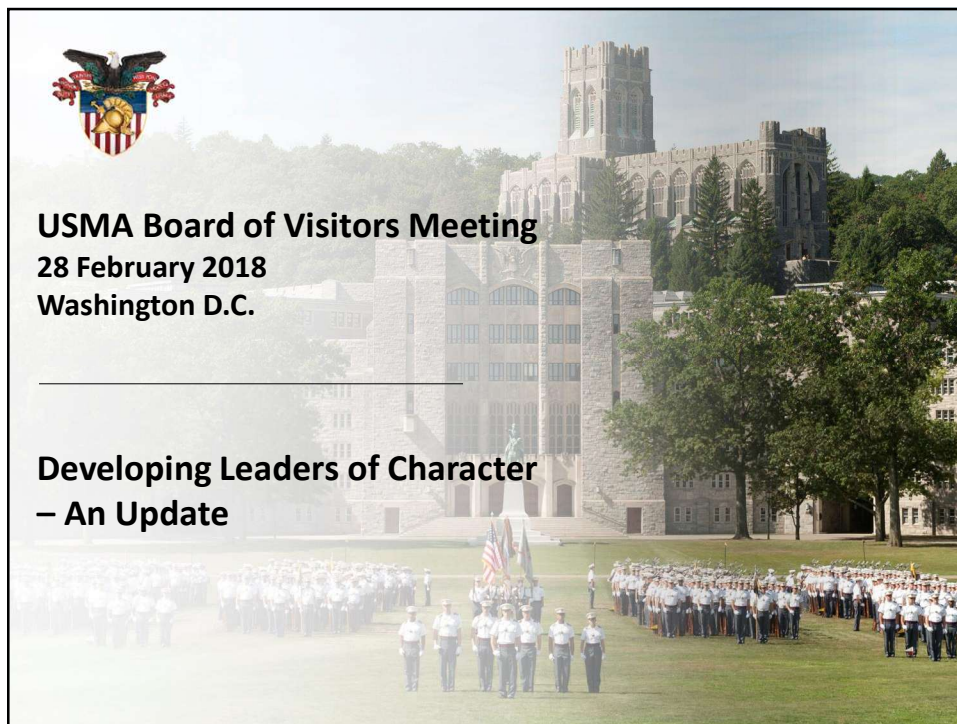 USMA Board of Visitors Meeting
28 February 2018
Washington D.C.
Developing Leaders of Character
– An Update